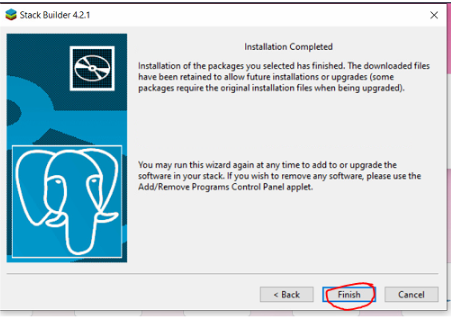 Stack Builder 4.2.1
Installation Completed
Installation of the packages you selected has finished. The downloaded files
have been retained to allow future installations or upgrades (some
packages require the original installation files when being upgraded).
You may run this wizard again at any time to add to or upgrade the
software in your stack. If you wish to remove any software, please use the
Add/Remove Programs Control Panel applet.
< Back Finish Cancel